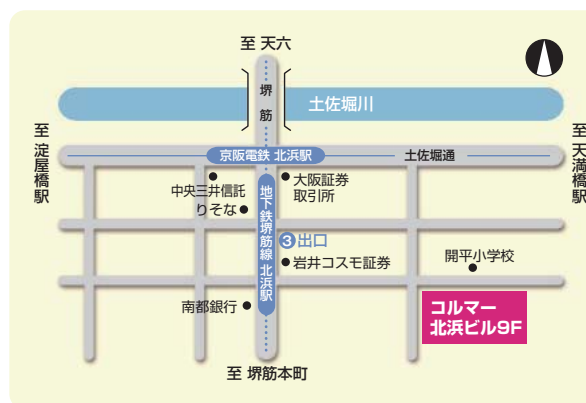 至 天六
堺筋
土佐堀川
至 淀屋橋駅
京阪電鉄 北浜駅
土佐堀通
至 天満橋駅
中央三井信託
りそな
大阪証券
取引所
地下鉄堺筋線 北浜駅
3出口
岩井コスモ証券
開平小学校
南都銀行
コルマー
北浜ビル9F
至 堺筋本町